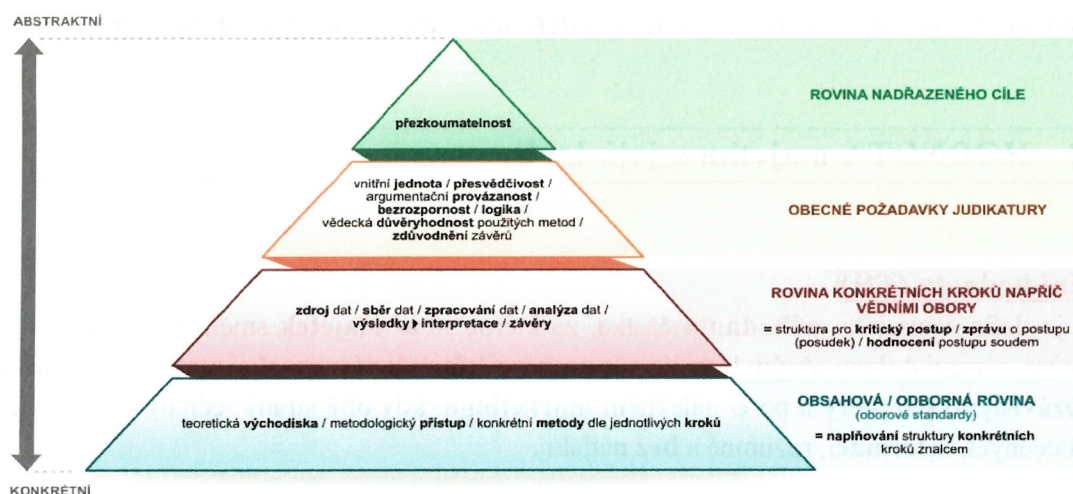 ABSTRAKTNÍ
přezkoumatelnost
ROVINA NADŘAZENÉHO CÍLE
vnitřní jednota / přesvědčivost /
argumentační provázanost /
bezrozpornost / logika /
vědecká důvěryhodnost použitých metod /
zdůvodnění závěrů
OBECNÉ POŽADAVKY JUDIKATURY
zdroj dat / sběr dat / zpracování dat / analýza dat /
výsledky ▸ interpretace / závěry
ROVINA KONKRÉTNÍCH KROKŮ NAPŘÍČ
VĚDNÍMI OBORY
= struktura pro kritický postup / zprávu o postupu
(posudek) / hodnocení postupu soudem
teoretická východiska / metodologický přístup / konkrétní metody dle jednotlivých kroků
OBSAHOVÁ / ODBORNÁ ROVINA
(oborové standardy)
= naplňování struktury konkrétních
kroků znalcem
KONKRÉTNÍ